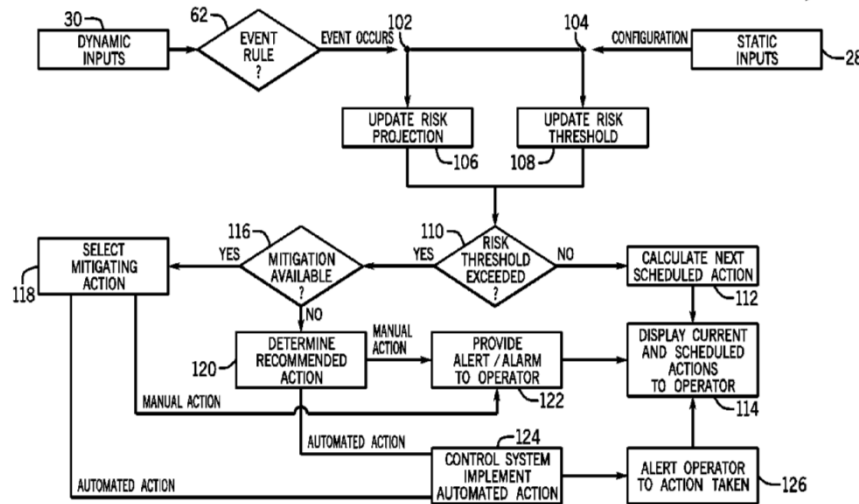 30
62
DYNAMIC
INPUTS
EVENT
RULE
?
EVENT OCCURS
102
104
CONFIGURATION
STATIC
INPUTS
28
UPDATE RISK
PROJECTION
106
UPDATE RISK
THRESHOLD
108
SELECT
MITIGATING
ACTION
118
YES
116
MITIGATION
AVAILABLE
?
YES
110
RISK
THRESHOLD
EXCEEDED
?
NO
CALCULATE NEXT
SCHEDULED ACTION
112
NO
DETERMINE
RECOMMENDED
ACTION
120
MANUAL
ACTION
PROVIDE
ALERT/ALARM
TO OPERATOR
122
DISPLAY CURRENT
AND SCHEDULED
ACTIONS
TO OPERATOR
114
MANUAL ACTION
AUTOMATED ACTION
124
CONTROL SYSTEM
IMPLEMENT
AUTOMATED ACTION
AUTOMATED ACTION
ALERT OPERATOR
TO ACTION TAKEN
126